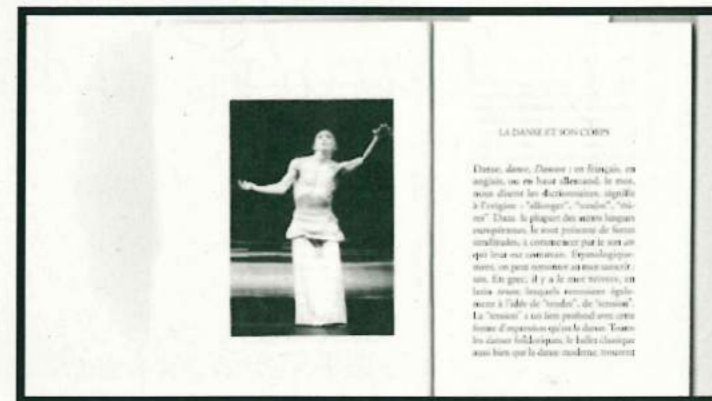 LA DANSE ET SON CORPS
Danse, dance, Danson : en français, en
anglais, ou en haut allemand, le mot,
nous disent les dictionnaires, signifie
à l'origine : "allonger", "tendre", "éti-
rer". Dans la plupart des autres langues
européennes, le mot présente de fortes
similitudes, à commencer par le son an
qui leur est commun. Etymologique-
ment, on peut remonter au mot sanscrit :
tan. En grec, il y a le mot
latin lesquels renvoient égale-
ment à l'idée de "tendre", de "tension".
La "tension" a un lien profond avec cette
forme d'expression qu'est la danse. Toutes
les danses folkloriques, le ballet classique
aussi bien que la danse moderne, trouvent